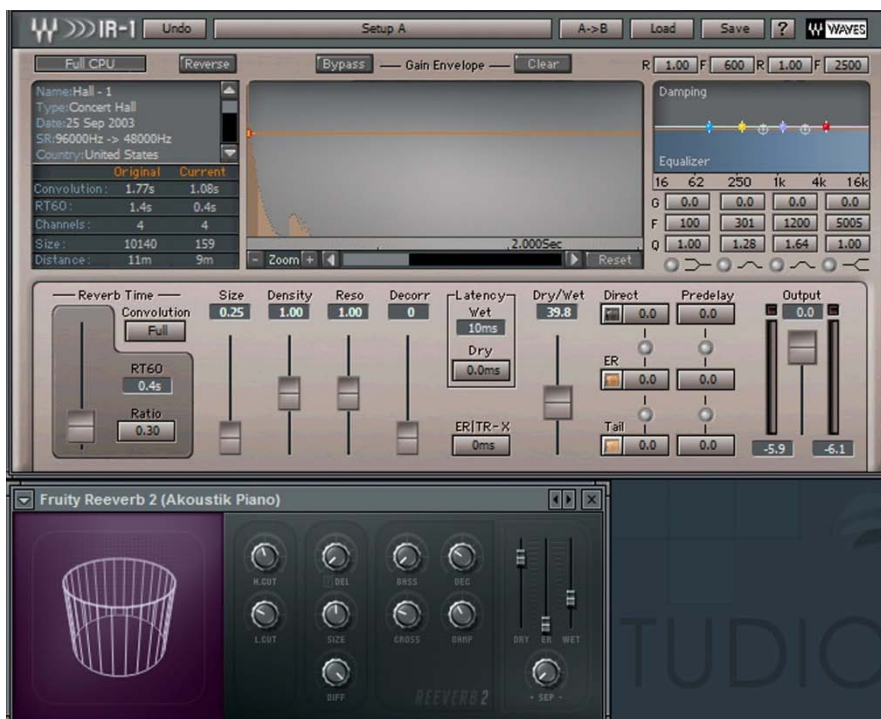 IR-1 Undo Setup A A->B Load Save ? WAVES
Full CPU Reverse Bypass Gain Envelope Clear R 1.00 F 600 R 1.00 F 2500
Name:Hall - 1
Type:Concert Hall
Date:25 Sep 2003
SR:96000Hz -> 48000Hz
Country:United States
Original Current
Convolution: 1.77s 1.08s
RT60: 1.4s 0.4s
Channels: 4 4
Size: 10140 159
Distance: 11m 9m
2.000Sec
- Zoom + Reset
Damping
Equalizer
16 62 250 1k 4k 16k
G 0.0 0.0 0.0 0.0
F 100 301 1200 5005
Q 1.00 1.28 1.64 1.00
Reverb Time
Convolution
Full
RT60
0.4s
Ratio
0.30
Size Density Reso Decorr
0.25 1.00 1.00 0
Latency
Wet
10ms
Dry
0.0ms
ER|TR-X
0ms
Dry/Wet
39.8
Direct Predelay
0.0 0.0
ER
0.0 0.0
Tail
0.0 0.0
Output
0.0
-5.9 -6.1
Fruity Reeverb 2 (Akoustik Piano)
H.CUT DEL BASS DEC
L.CUT SIZE CROSS DAMP
DIFF
DRY ER WET
- SEP -
REEVERB 2
TUDIO